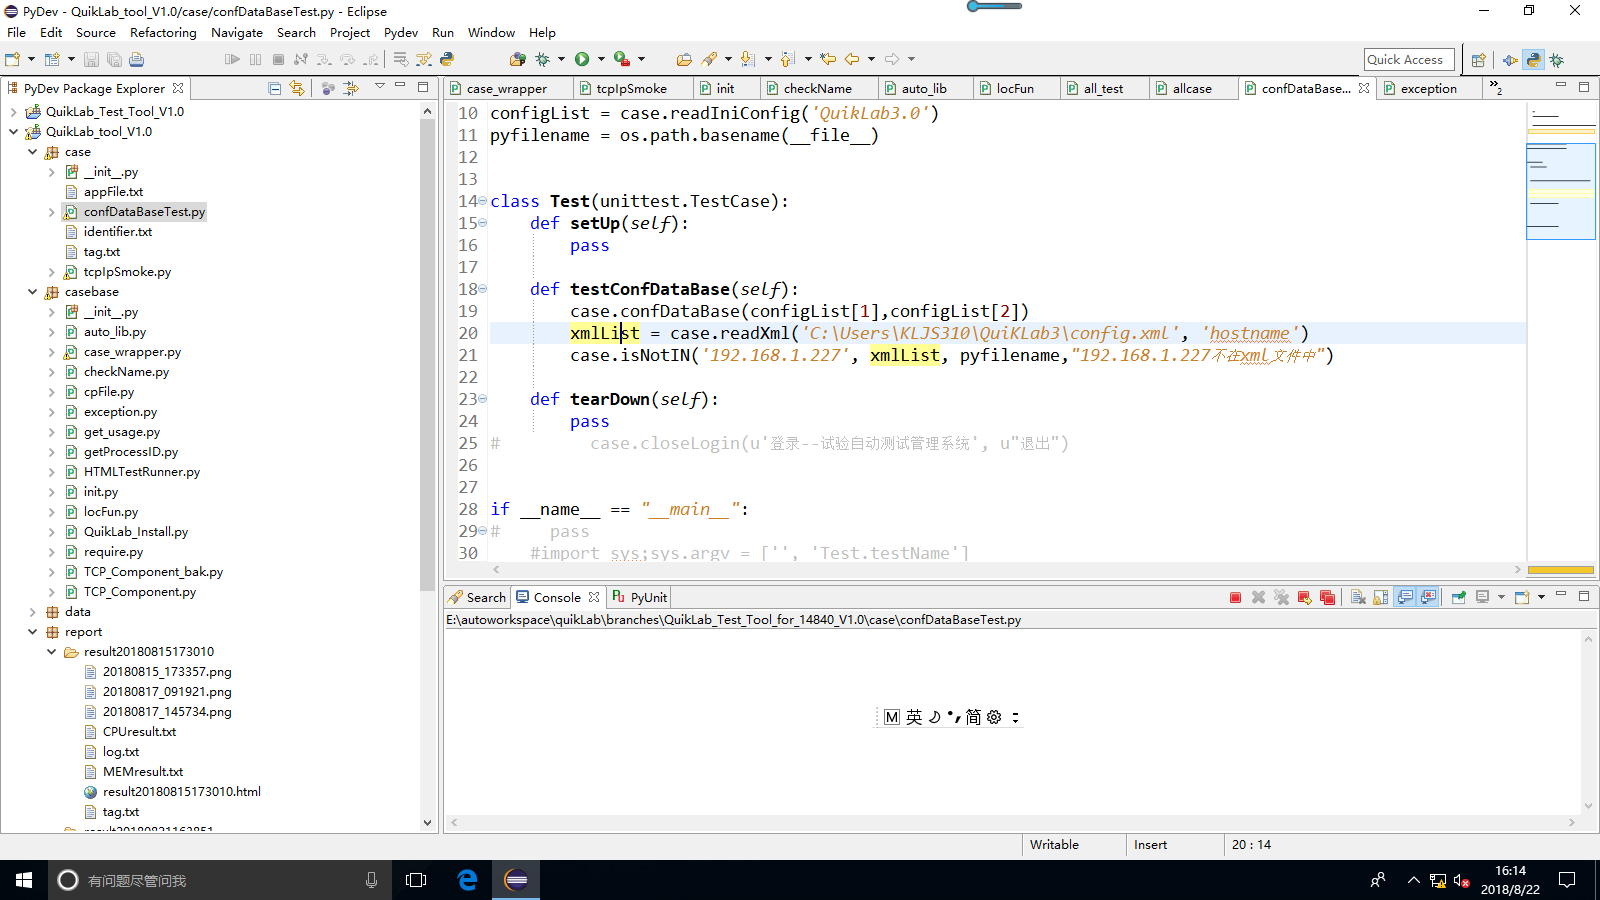 PyDev - QuikLab_tool_V1.0/case/confDataBaseTest.py - Eclipse
File Edit Source Refactoring Navigate Search Project Pydev Run Window Help
Quick Access
PyDev Package Explorer
QuikLab_Test_Tool_V1.0
QuikLab_tool_V1.0
case
__init__.py
appFile.txt
confDataBaseTest.py
identifier.txt
tag.txt
tcpIpSmoke.py
casebase
__init__.py
auto_lib.py
case_wrapper.py
checkName.py
cpFile.py
exception.py
get_usage.py
getProcessID.py
HTMLTestRunner.py
init.py
locFun.py
QuikLab_Install.py
require.py
TCP_Component_bak.py
TCP_Component.py
data
report
result20180815173010
20180815_173357.png
20180817_091921.png
20180817_145734.png
CPUresult.txt
log.txt
MEMresult.txt
result20180815173010.html
tag.txt
case_wrapper tcpIpSmoke init checkName auto_lib locFun all_test allcase confDataBase... exception »2
10 configList = case.readIniConfig('QuikLab3.0')
11 pyfilename = os.path.basename(__file__)
12
13
14 class Test(unittest.TestCase):
15 def setUp(self):
16 pass
17
18 def testConfDataBase(self):
19 case.confDataBase(configList[1],configList[2])
20 xmlList = case.readXml('C:\Users\KLJS310\QuiKLab3\config.xml', 'hostname')
21 case.isNotIN('192.168.1.227', xmlList, pyfilename,"192.168.1.227不在xml文件中")
22
23 def tearDown(self):
24 pass
25 # case.closeLogin(u'登录--试验自动测试管理系统', u"退出")
26
27
28 if __name__ == "__main__":
29 # pass
30 #import sys;sys.argv = ['', 'Test.testName']
Search Console PyUnit
E:\autoworkspace\quikLab\branches\QuikLab_Test_Tool_for_14840_V1.0\case\confDataBaseTest.py
M 英 简
Writable Insert 20 : 14
有问题尽管问我
16:14
2018/8/22